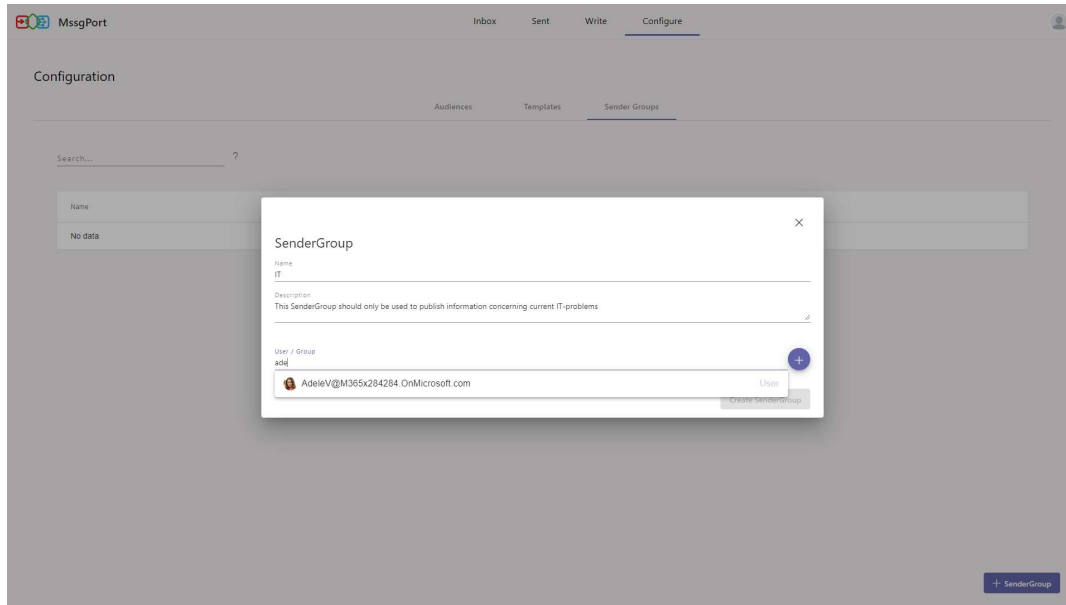 MssgPort
Inbox Sent Write Configure
Configuration
Audiences Templates Sender Groups
Search... ?
Name
No data
SenderGroup
Name
IT
Description
This SenderGroup should only be used to publish information concerning current IT-problems
User / Group
ade
AdeleV@M365x284284.OnMicrosoft.com User
Create SenderGroup
+ SenderGroup